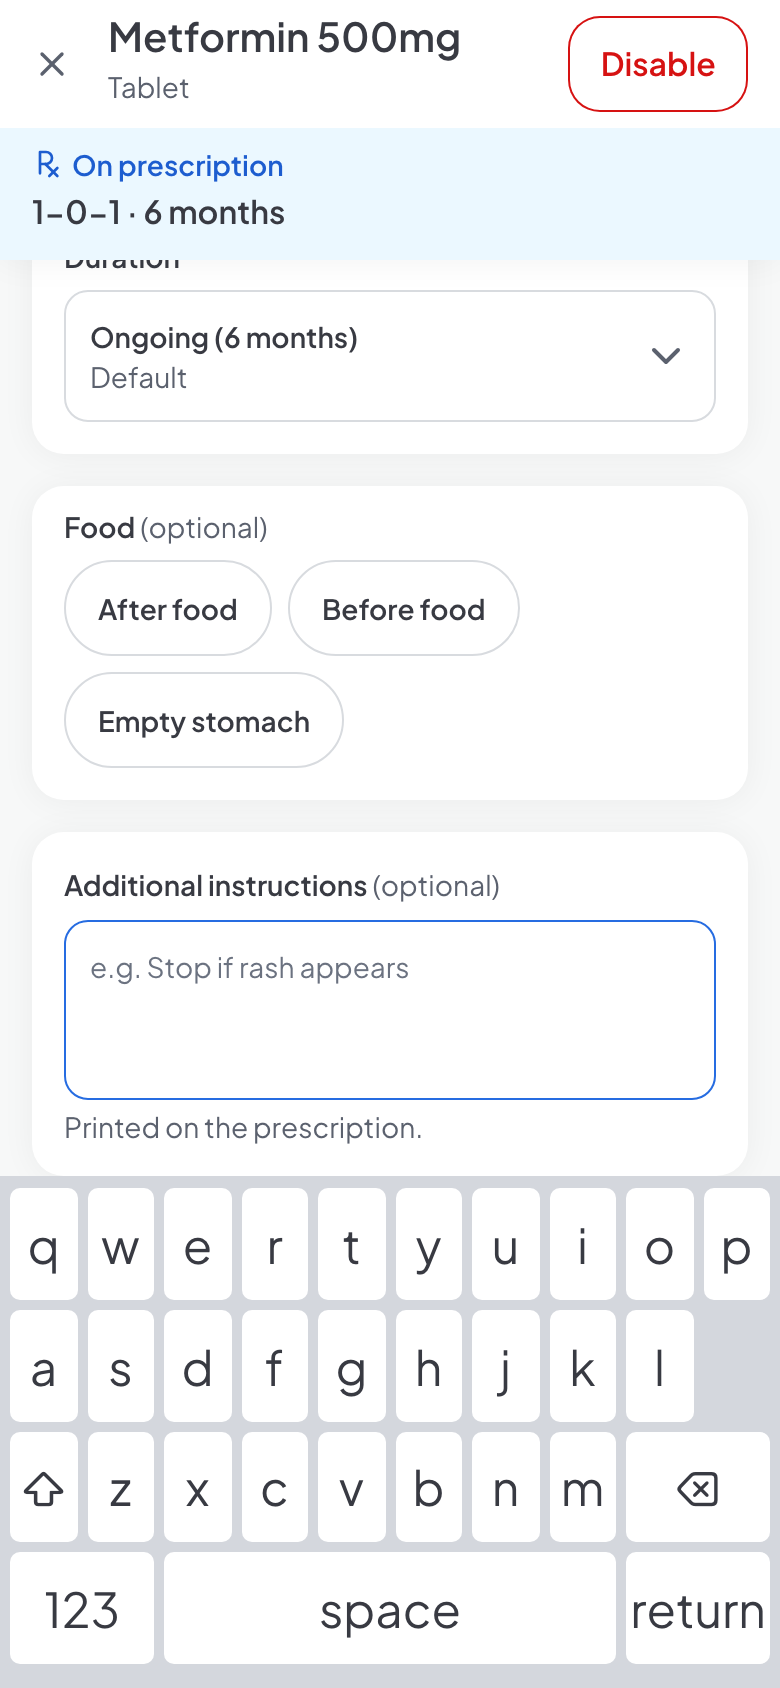 Metformin 500mg
Tablet
Disable
On prescription
1–0–1 · 6 months
Duration
Ongoing (6 months)
Default
Food (optional)
After food
Before food
Empty stomach
Additional instructions (optional)
e.g. Stop if rash appears
Printed on the prescription.
q w e r t y u i o p
a s d f g h j k l
z x c v b n m
123 space return